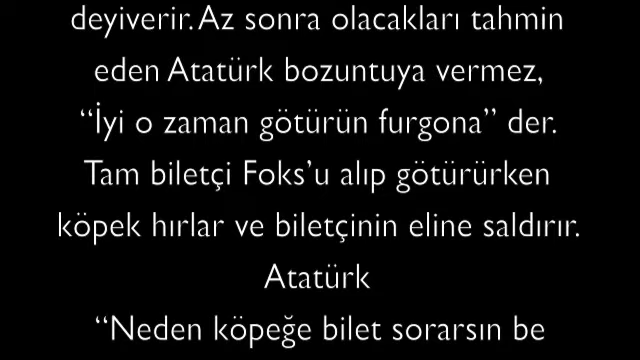 deyiverir. Az sonra olacakları tahmin
eden Atatürk bozuntuya vermez,
“İyi o zaman götürün furgona” der.
Tam biletçi Foks’u alıp götürürken
köpek hırlar ve biletçinin eline saldırır.
Atatürk
“Neden köpeğe bilet sorarsın be